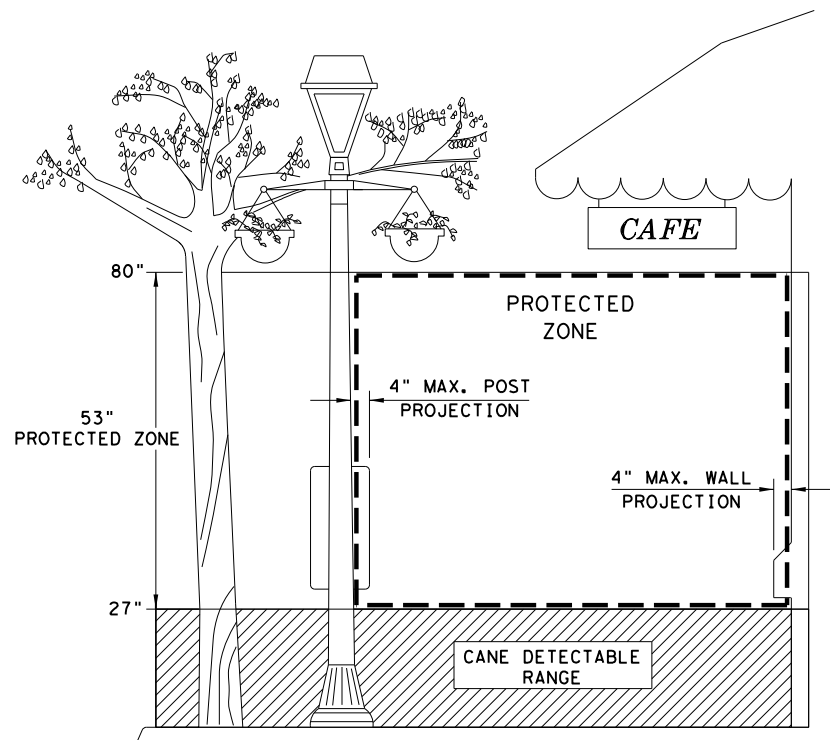 CAFE
80"
PROTECTED
ZONE
4" MAX. POST
PROJECTION
53"
PROTECTED ZONE
4" MAX. WALL
PROJECTION
27"
CANE DETECTABLE
RANGE